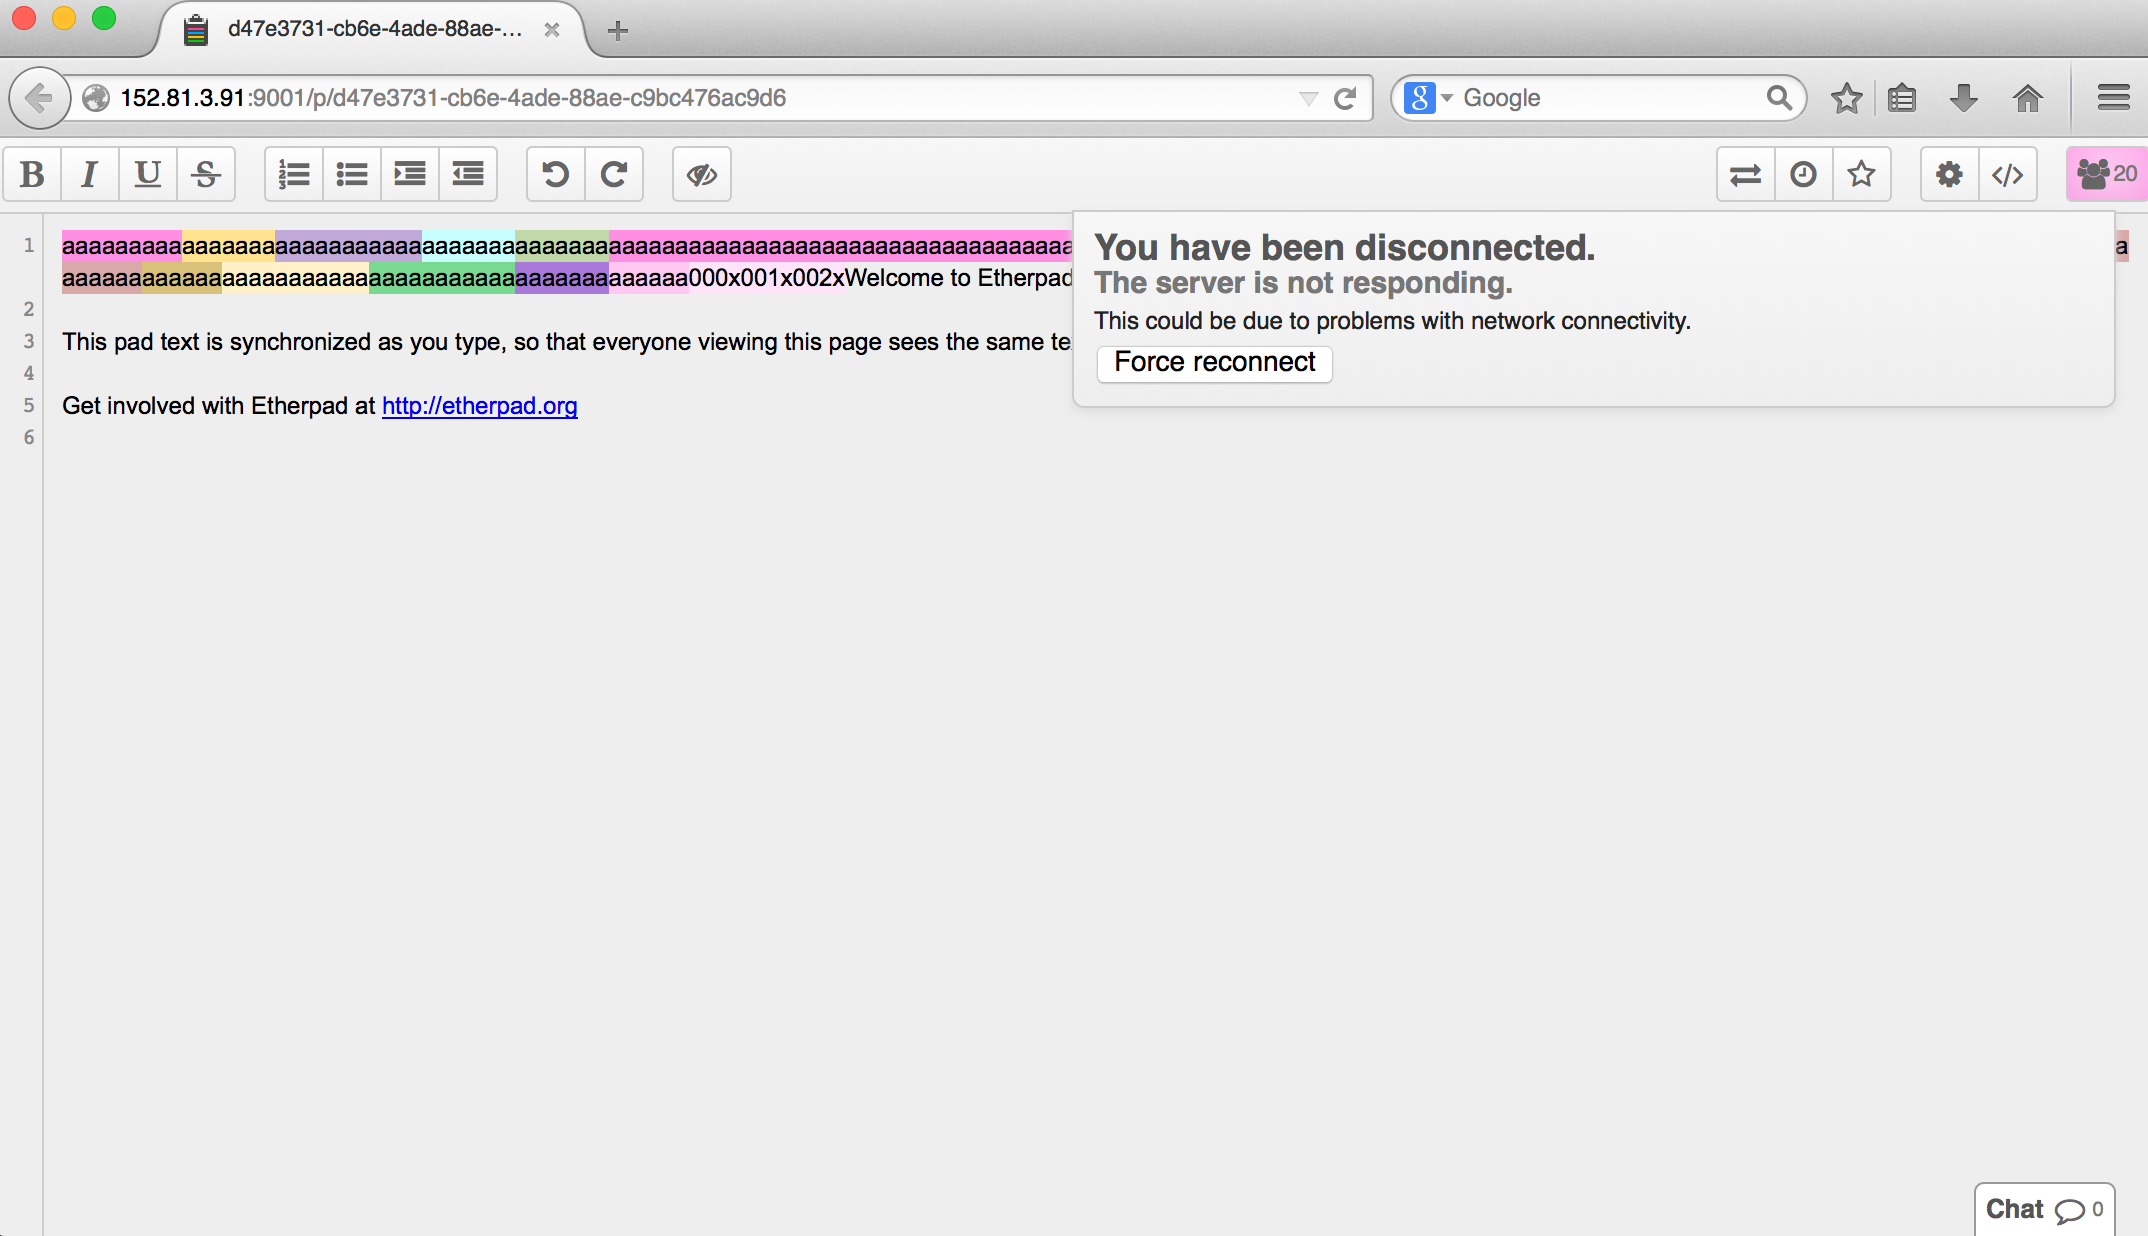 d47e3731-cb6e-4ade-88ae-...
152.81.3.91:9001/p/d47e3731-cb6e-4ade-88ae-c9bc476ac9d6
g Google
B I U S
20
1 aaaaaaaaaaaaaaaaaaaaaaaaaaaaaaaaaaaaaaaaaaaaaaaaaaaaaaaaaaaaaaaaaaaaaaaaaaaa a
aaaaaaaaaaaaaaaaaaaaaaaaaaaaaaaaaaaaaaaaaaaaaaa000x001x002xWelcome to Etherpad
2
3 This pad text is synchronized as you type, so that everyone viewing this page sees the same te
4
5 Get involved with Etherpad at http://etherpad.org
6
You have been disconnected.
The server is not responding.
This could be due to problems with network connectivity.
Force reconnect
Chat 0